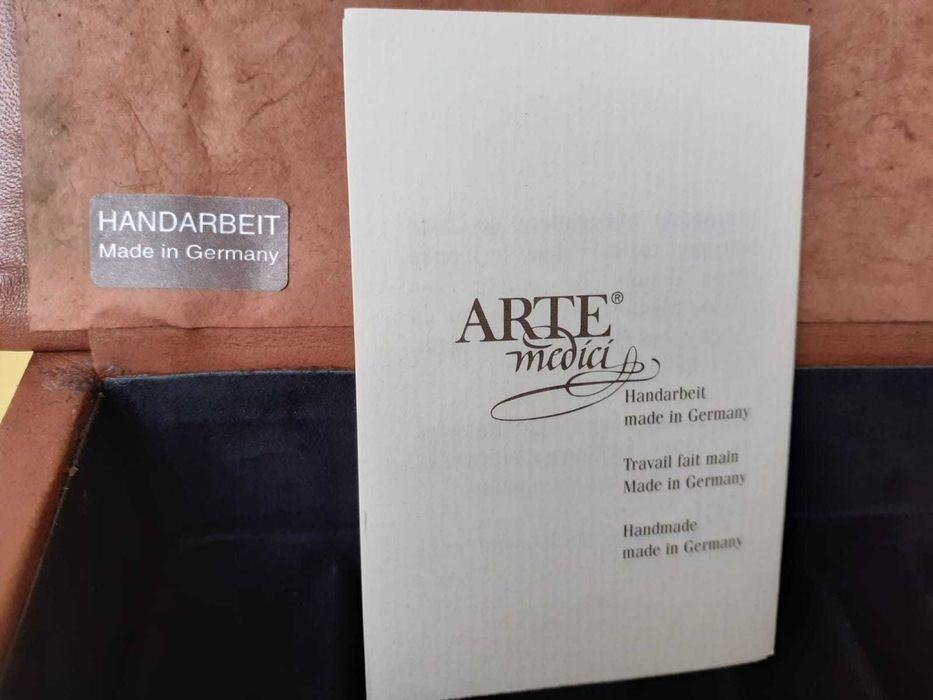 HANDARBEIT
Made in Germany
ARTE®
medici
Handarbeit
made in Germany
Travail fait main
Made in Germany
Handmade
made in Germany